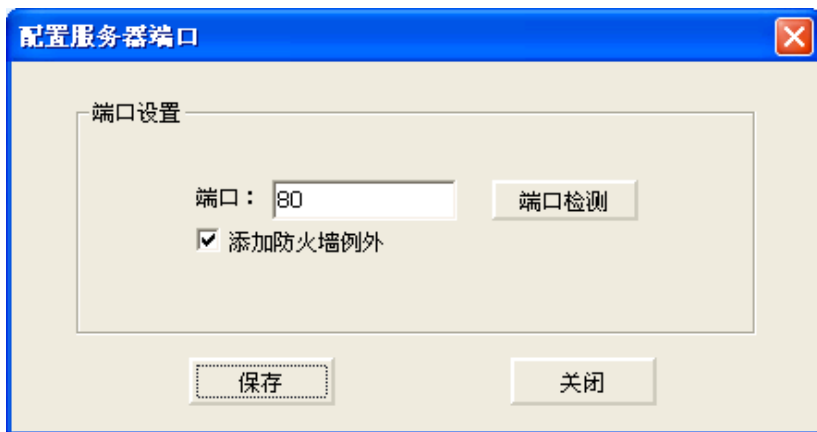 配置服务器端口
端口设置
端口： 80 端口检测
添加防火墙例外
保存 关闭